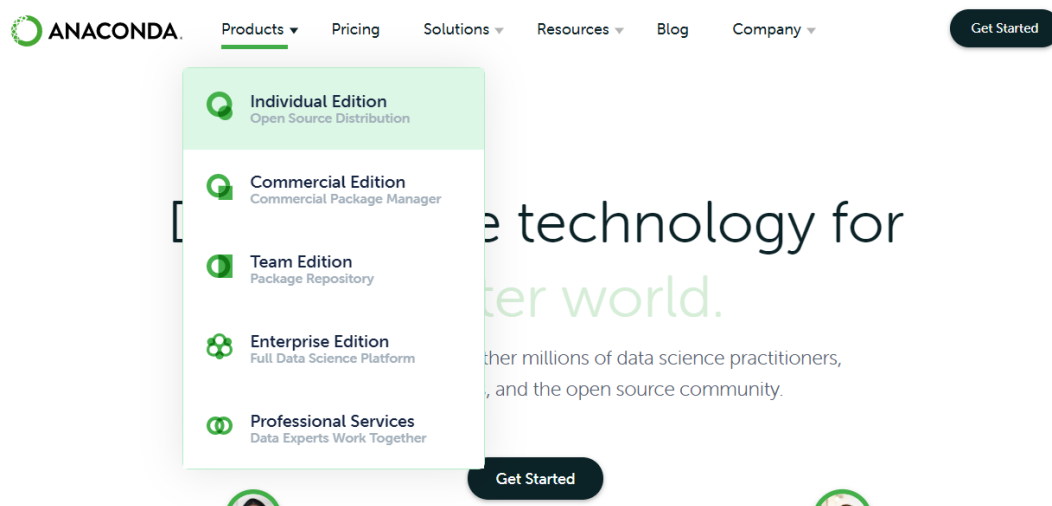 ANACONDA.
Products Pricing Solutions Resources Blog Company Get Started
Individual Edition
Open Source Distribution
Commercial Edition
Commercial Package Manager
Team Edition
Package Repository
Enterprise Edition
Full Data Science Platform
Professional Services
Data Experts Work Together
technology for
world.
millions of data science practitioners,
, and the open source community.
Get Started